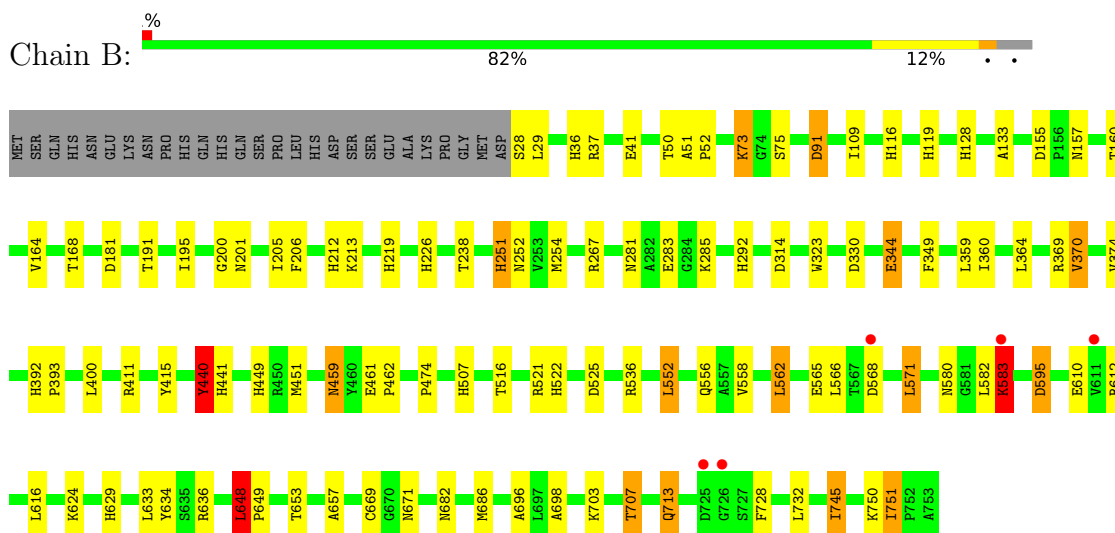 %
Chain B:
82% 12% • •
MET SER GLN HIS ASN GLU LYS ASN PRO HIS GLN HIS GLN SER PRO LEU HIS ASP SER SER GLU ALA LYS PRO GLY MET ASP S28 L29 H36 R37 E41 T50 A51 P52 K73 G74 S75 D91 I109 H116 H119 H128 A133 D155 P156 N157 T160
V164 T168 D181 T191 I195 G200 N201 I205 F206 H212 K213 H219 H226 T238 H251 N252 V253 M254 R267 N281 A282 E283 G284 K285 H292 D314 W323 D330 E344 F349 L359 I360 L364 R369 V370 V374
H392 P393 L400 R411 Y415 Y440 H441 H449 R450 M451 N459 Y460 E461 P462 P474 H507 T516 R521 H522 D525 R536 L552 Q556 A557 V558 L562 E565 L566 T567 D568 L571 N580 G581 L582 K583 D595 E610 V611 R612
L616 K624 H629 L633 Y634 S635 R636 L648 P649 T653 A657 C669 G670 N671 N682 M686 A696 L697 A698 K703 T707 Q713 D725 G726 S727 F728 L732 I745 K750 I751 P752 A753